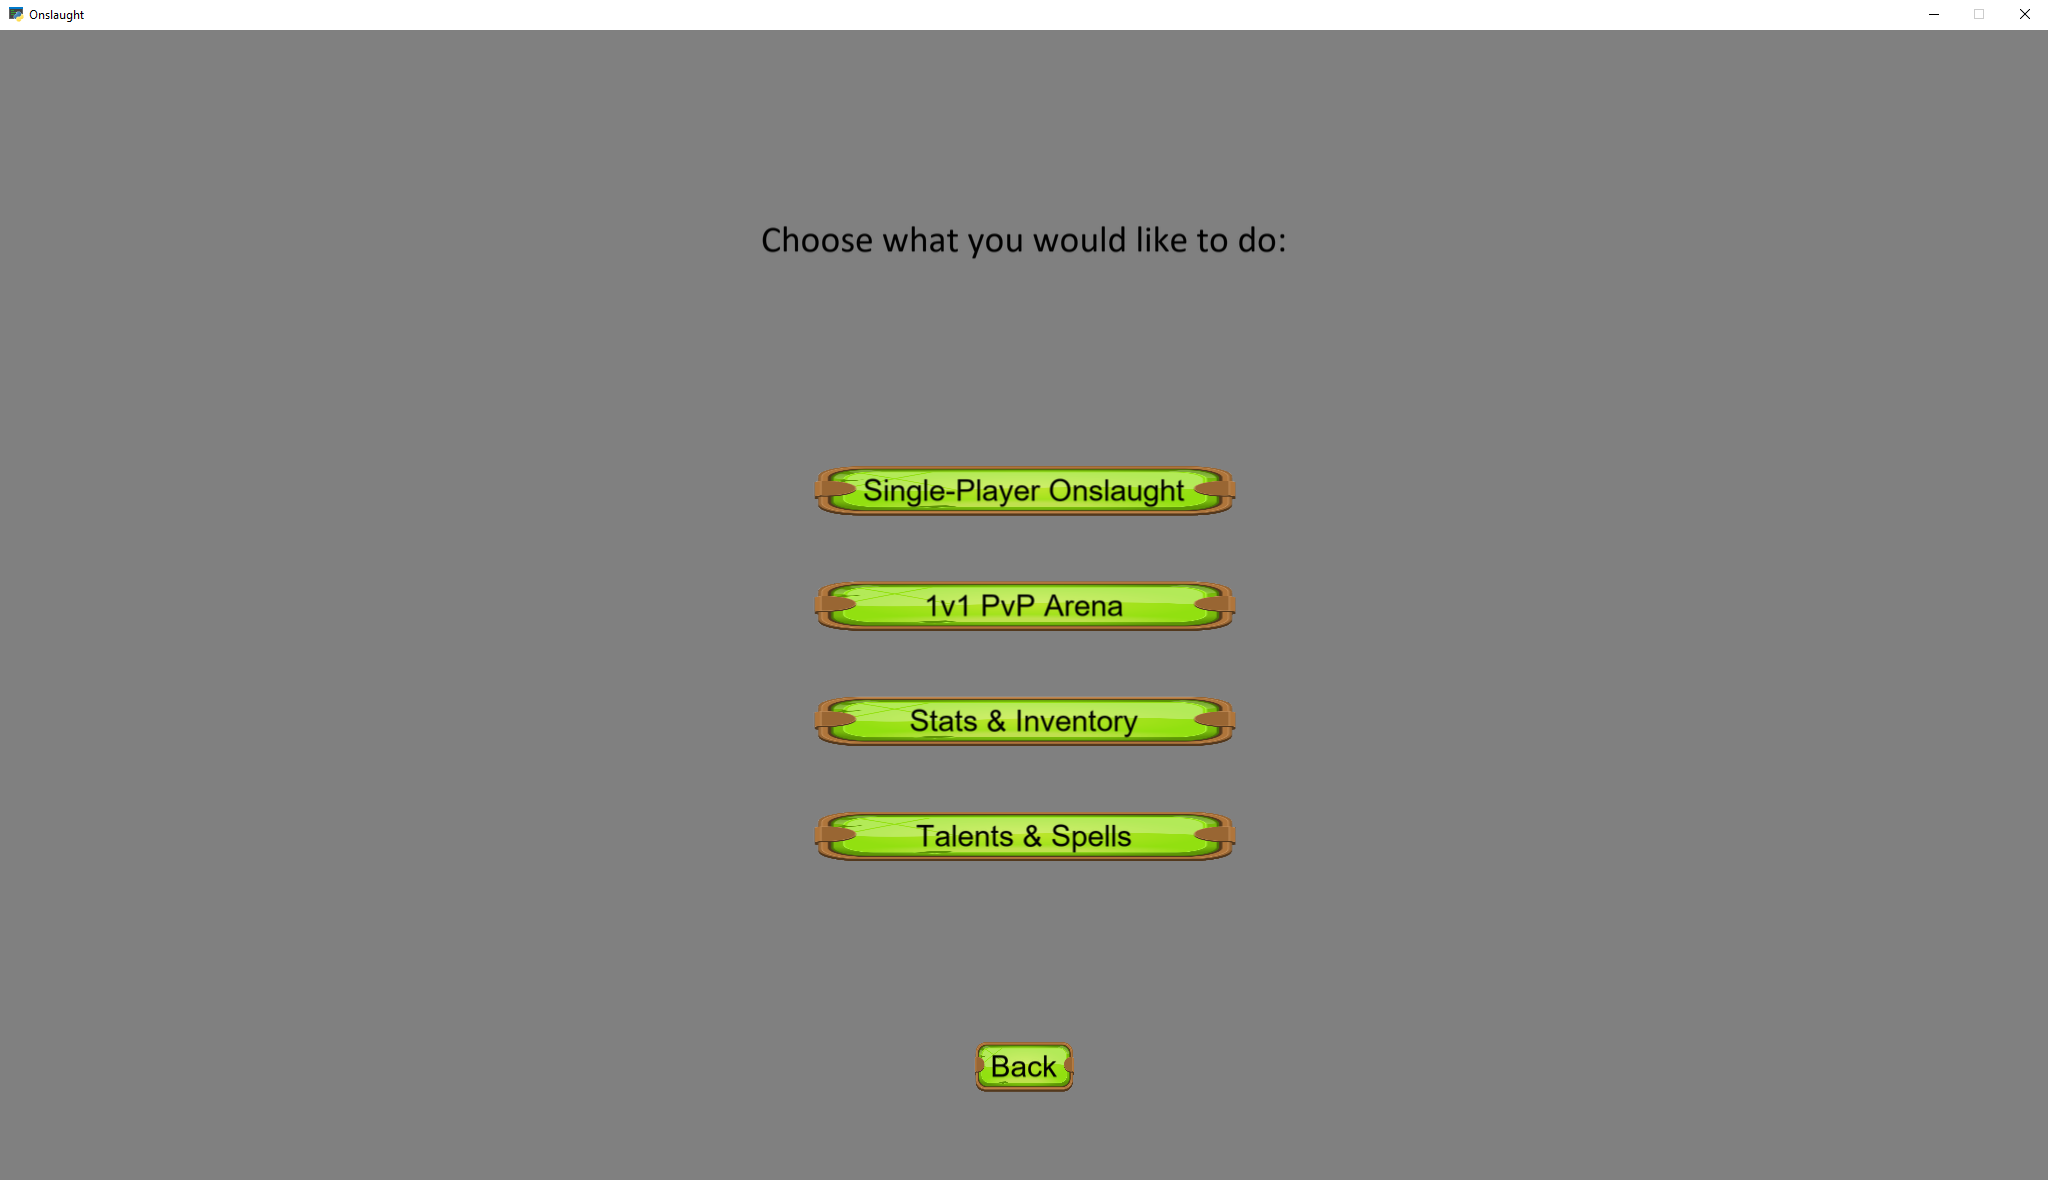 Onslaught
Choose what you would like to do:
Single-Player Onslaught
1v1 PvP Arena
Stats & Inventory
Talents & Spells
Back